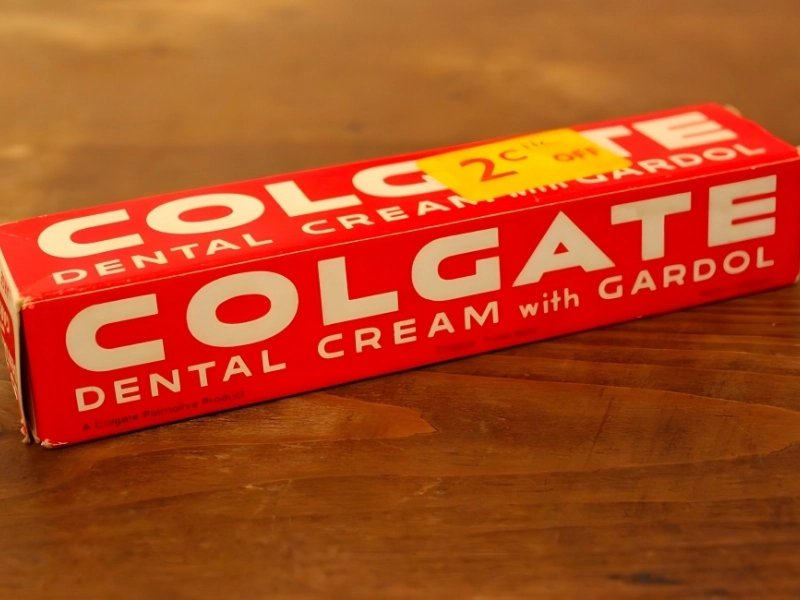 COLGATE
2¢ OFF
DENTAL CREAM with GARDOL
COLGATE
DENTAL CREAM with GARDOL
A Colgate Palmolive Product